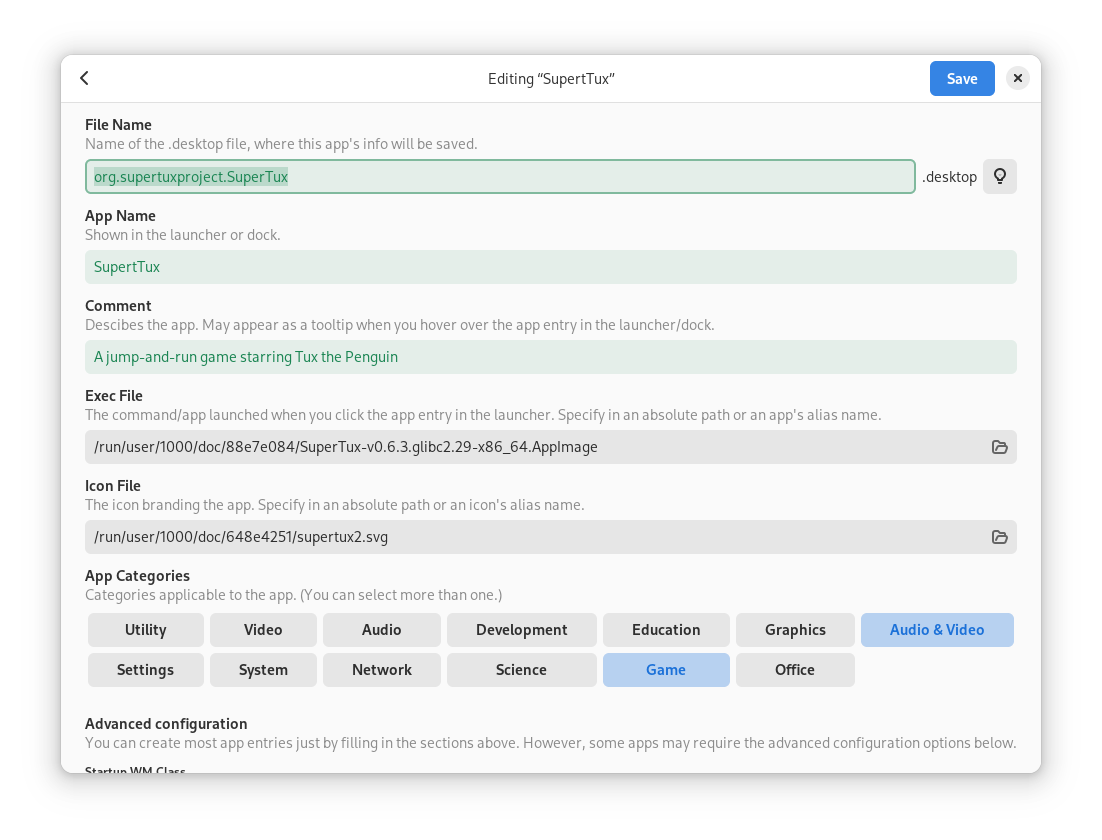 Editing “SupertTux”
Save
File Name
Name of the .desktop file, where this app's info will be saved.
org.supertuxproject.SuperTux
.desktop
App Name
Shown in the launcher or dock.
SupertTux
Comment
Descibes the app. May appear as a tooltip when you hover over the app entry in the launcher/dock.
A jump-and-run game starring Tux the Penguin
Exec File
The command/app launched when you click the app entry in the launcher. Specify in an absolute path or an app's alias name.
/run/user/1000/doc/88e7e084/SuperTux-v0.6.3.glibc2.29-x86_64.AppImage
Icon File
The icon branding the app. Specify in an absolute path or an icon's alias name.
/run/user/1000/doc/648e4251/supertux2.svg
App Categories
Categories applicable to the app. (You can select more than one.)
Utility Video Audio Development Education Graphics Audio & Video
Settings System Network Science Game Office
Advanced configuration
You can create most app entries just by filling in the sections above. However, some apps may require the advanced configuration options below.
Startup WM Class